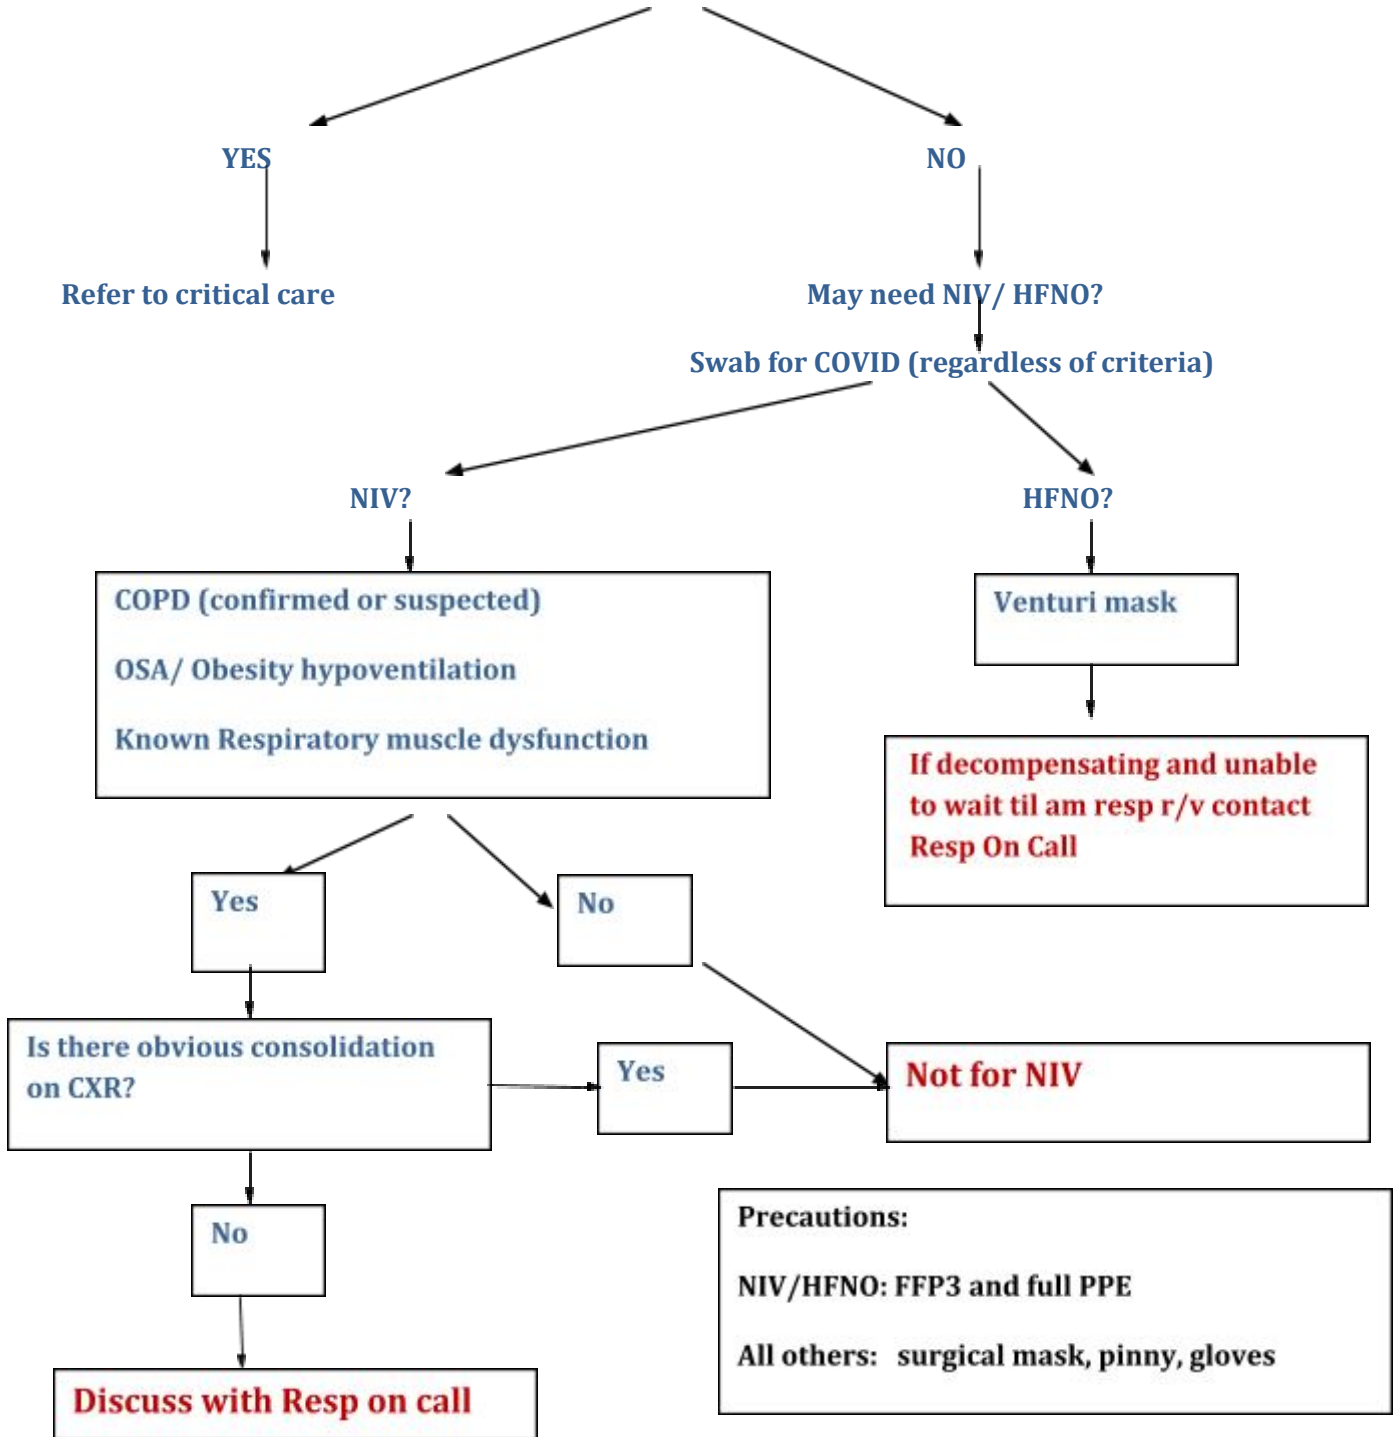 YES
NO
Refer to critical care
May need NIV/ HFNO?
Swab for COVID (regardless of criteria)
NIV?
HFNO?
COPD (confirmed or suspected)
OSA/ Obesity hypoventilation
Known Respiratory muscle dysfunction
Venturi mask
If decompensating and unable
to wait til am resp r/v contact
Resp On Call
Yes
No
Is there obvious consolidation
on CXR?
Yes
Not for NIV
No
Discuss with Resp on call
Precautions:
NIV/HFNO: FFP3 and full PPE
All others: surgical mask, pinny, gloves